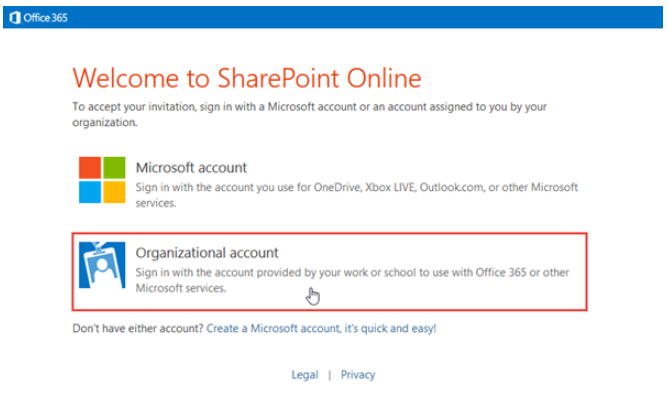 Office 365
Welcome to SharePoint Online
To accept your invitation, sign in with a Microsoft account or an account assigned to you by your
organization.
Microsoft account
Sign in with the account you use for OneDrive, Xbox LIVE, Outlook.com, or other Microsoft
services.
Organizational account
Sign in with the account provided by your work or school to use with Office 365 or other
Microsoft services.
Don't have either account? Create a Microsoft account, it's quick and easy!
Legal | Privacy